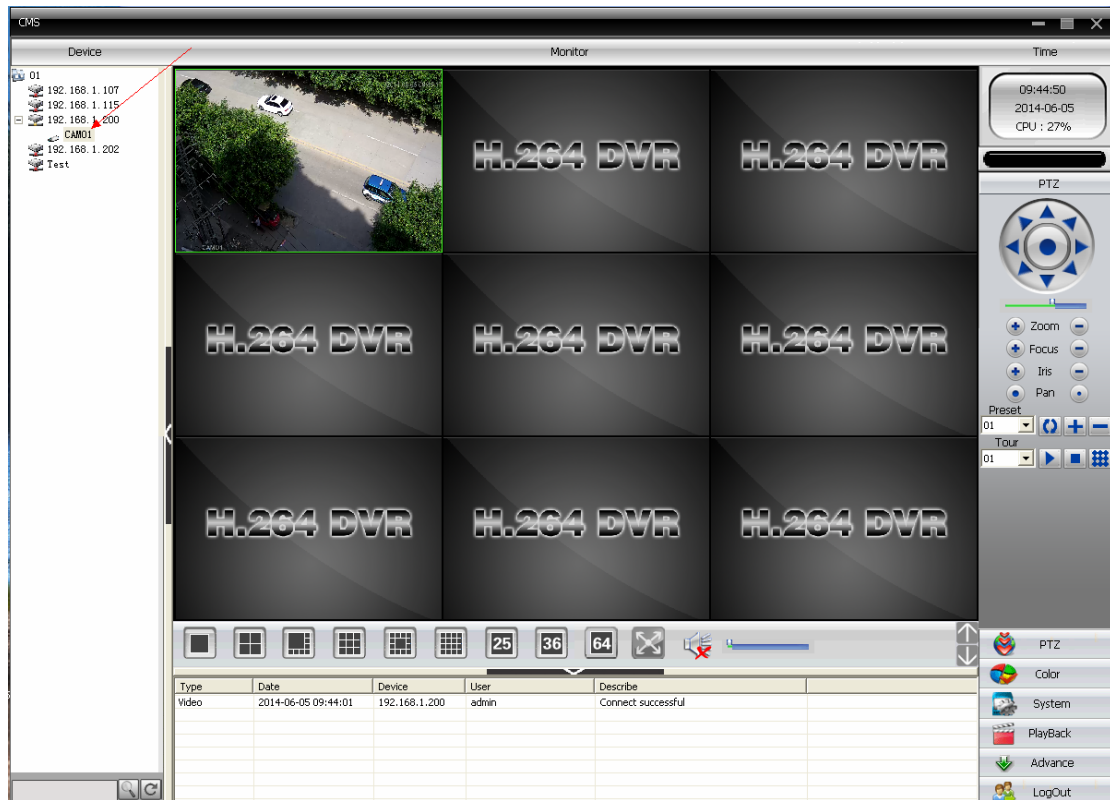 CMS
Device
Monitor
Time
01
192.168.1.107
192.168.1.115
192.168.1.200
CAM01
192.168.1.202
Test
CAM01
H.264 DVR
H.264 DVR
H.264 DVR
H.264 DVR
H.264 DVR
H.264 DVR
H.264 DVR
H.264 DVR
09:44:50
2014-06-05
CPU : 27%
PTZ
Zoom
Focus
Iris
Pan
Preset
01
Tour
01
25
36
64
PTZ
Color
System
PlayBack
Advance
LogOut
Type Date Device User Describe
Video 2014-06-05 09:44:01 192.168.1.200 admin Connect successful